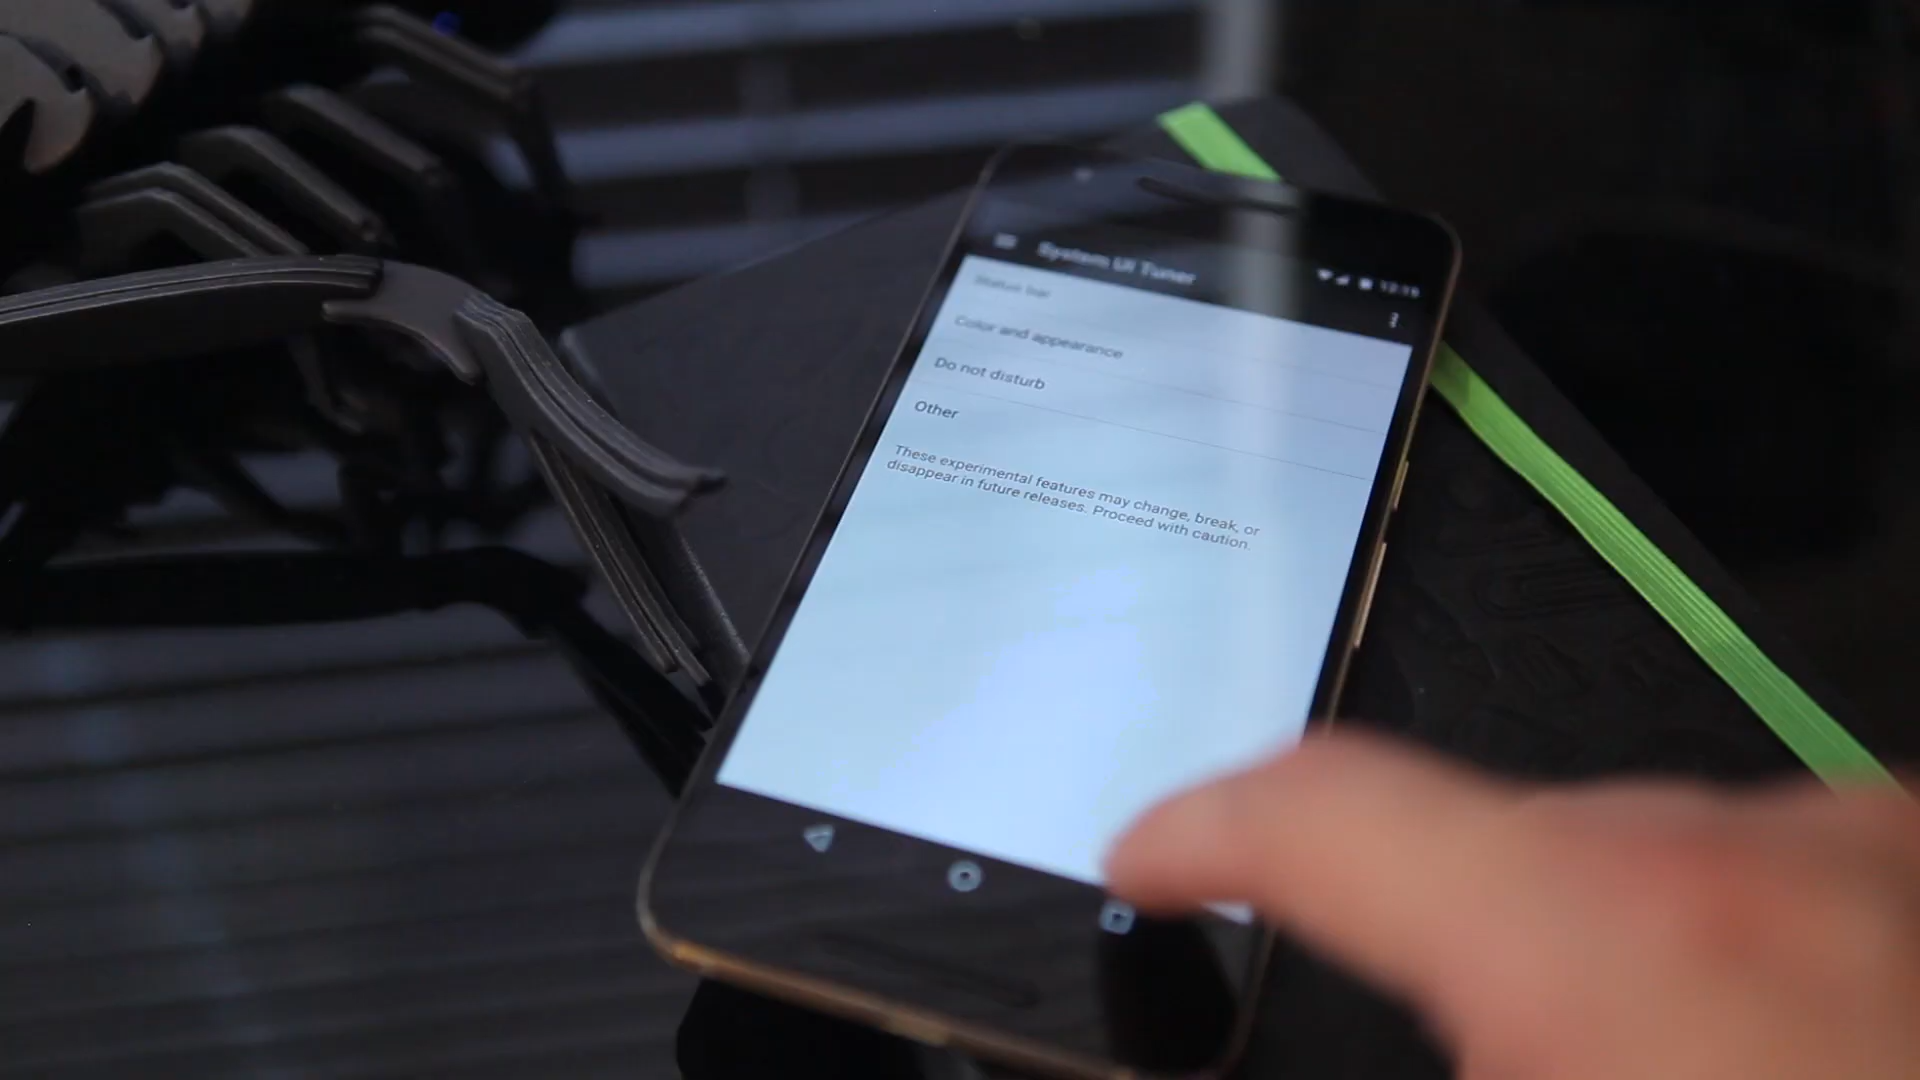 System UI Tuner
Status bar
Color and appearance
Do not disturb
Other
These experimental features may change, break, or
disappear in future releases. Proceed with caution.